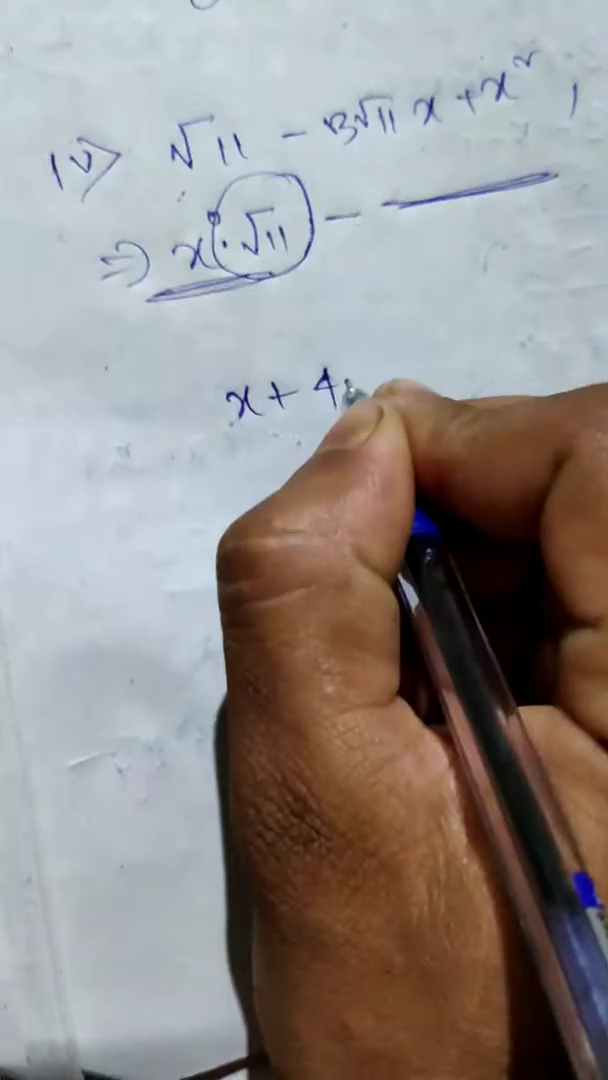 iv> √11 - 3√11 x + x²,
=> x° · √11 -
x + 4